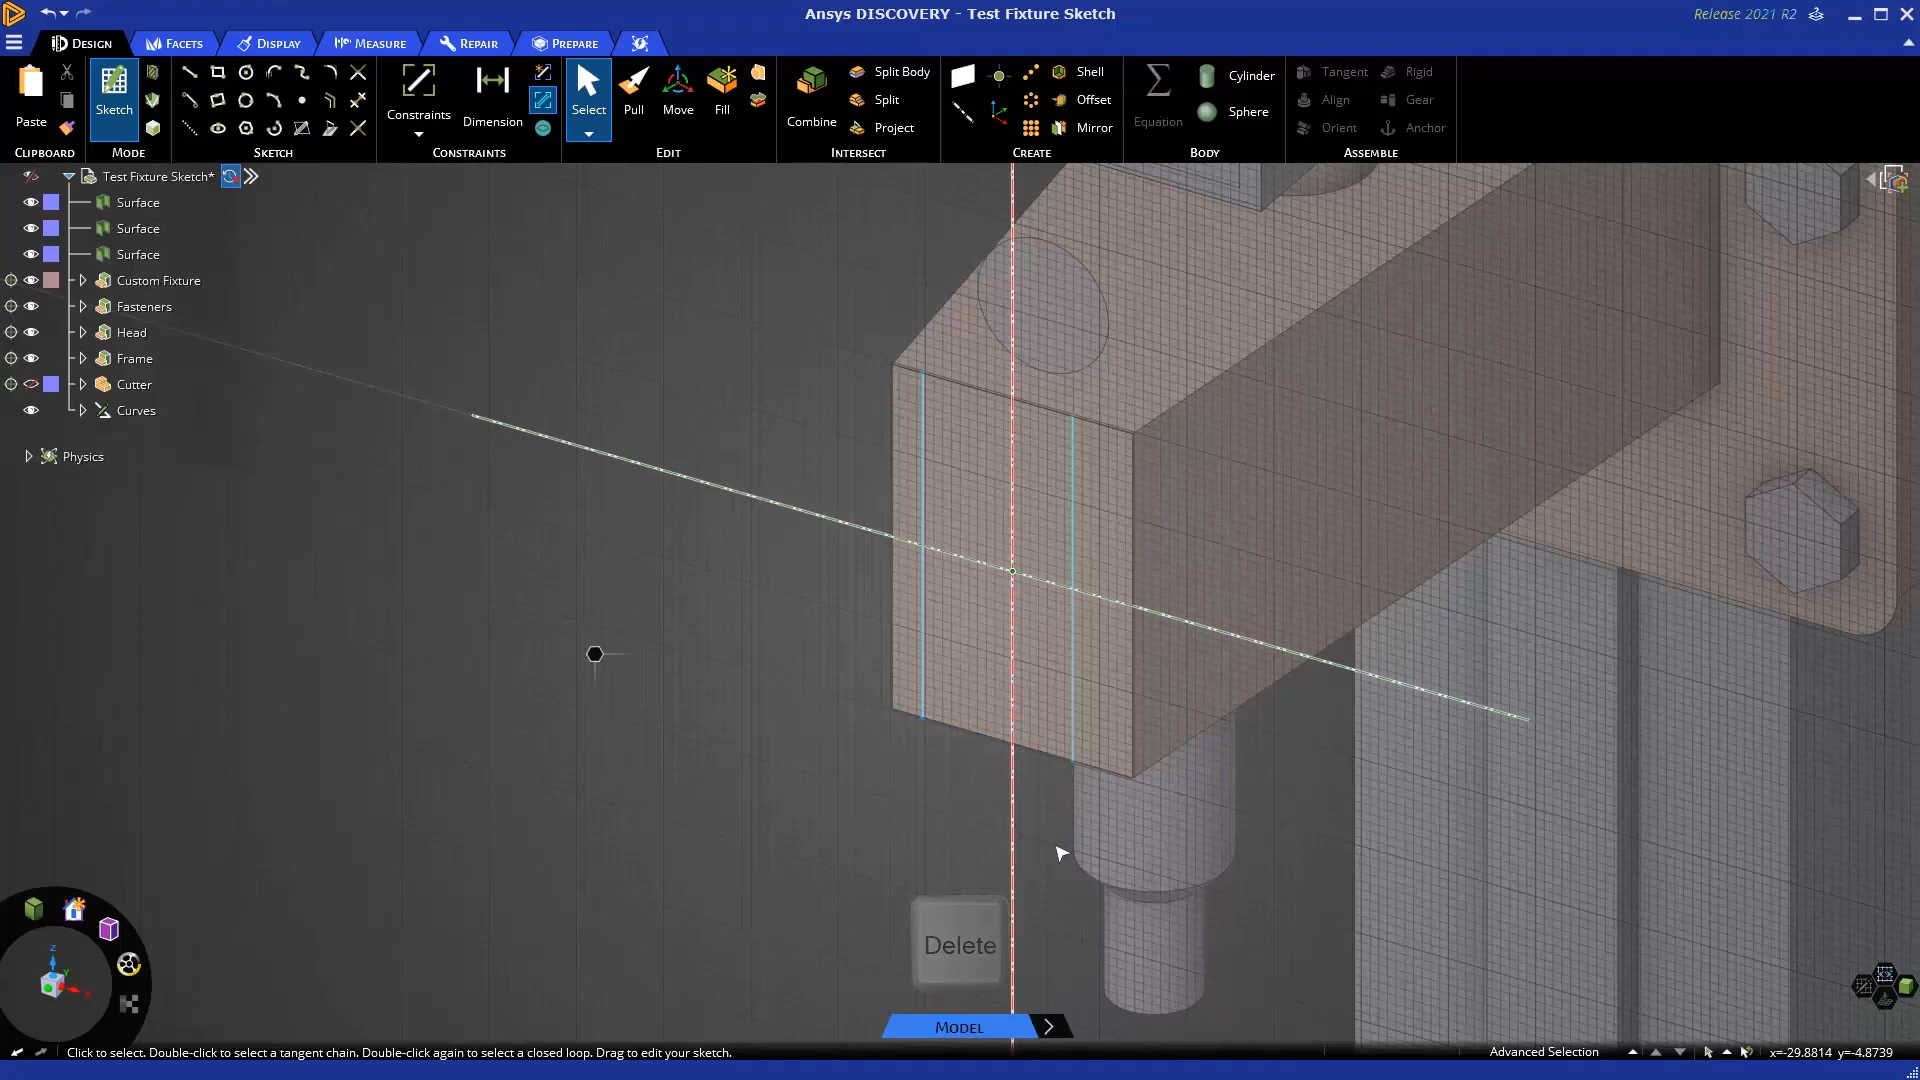 Ansys DISCOVERY - Test Fixture Sketch
Release 2021 R2
DESIGN
FACETS
DISPLAY
MEASURE
REPAIR
PREPARE
Paste
CLIPBOARD
Sketch
MODE
SKETCH
Constraints
Dimension
CONSTRAINTS
Select
Pull
Move
Fill
EDIT
Combine
Split Body
Split
Project
INTERSECT
Shell
Offset
Mirror
CREATE
Equation
Cylinder
Sphere
BODY
Tangent
Rigid
Align
Gear
Orient
Anchor
ASSEMBLE
Test Fixture Sketch*
Surface
Surface
Surface
Custom Fixture
Fasteners
Head
Frame
Cutter
Curves
Physics
Z
Y
X
Delete
MODEL
Click to select. Double-click to select a tangent chain. Double-click again to select a closed loop. Drag to edit your sketch.
Advanced Selection
x=-29.8814 y=-4.8739